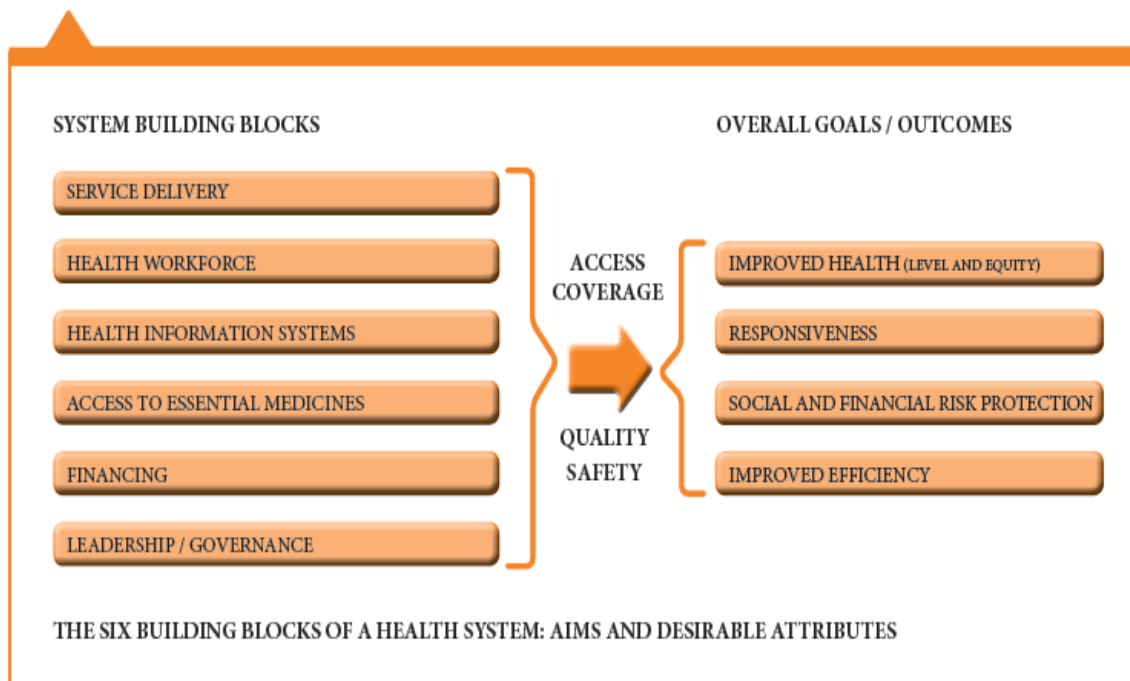 SYSTEM BUILDING BLOCKS
SERVICE DELIVERY
HEALTH WORKFORCE
HEALTH INFORMATION SYSTEMS
ACCESS TO ESSENTIAL MEDICINES
FINANCING
LEADERSHIP / GOVERNANCE
ACCESS
COVERAGE
QUALITY
SAFETY
OVERALL GOALS / OUTCOMES
IMPROVED HEALTH (LEVEL AND EQUITY)
RESPONSIVENESS
SOCIAL AND FINANCIAL RISK PROTECTION
IMPROVED EFFICIENCY
THE SIX BUILDING BLOCKS OF A HEALTH SYSTEM: AIMS AND DESIRABLE ATTRIBUTES